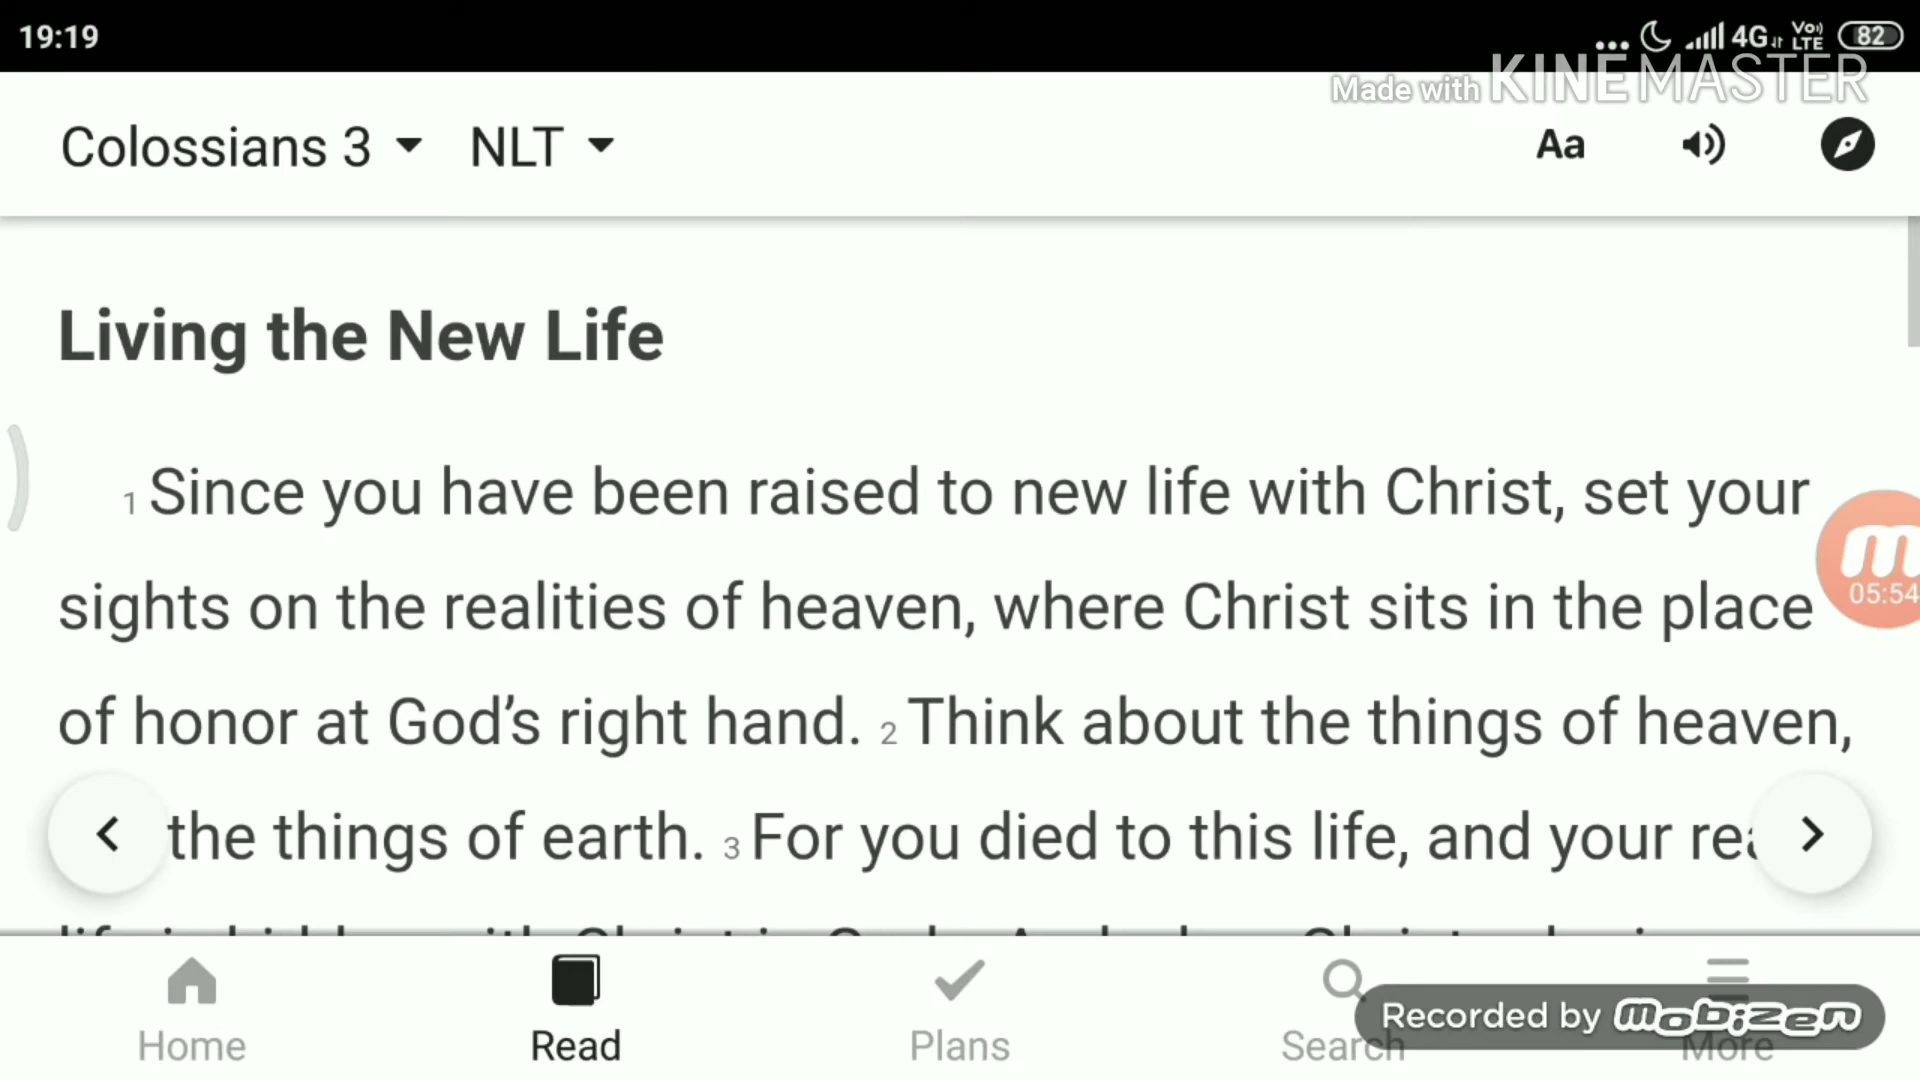 19:19
4G Vo) LTE 82
Made with KINEMASTER
Colossians 3 NLT Aa
Living the New Life
1 Since you have been raised to new life with Christ, set your
sights on the realities of heaven, where Christ sits in the place
05:54
of honor at God’s right hand. 2 Think about the things of heaven,
the things of earth. 3 For you died to this life, and your
Recorded by mobizen
Home Read Plans Search More